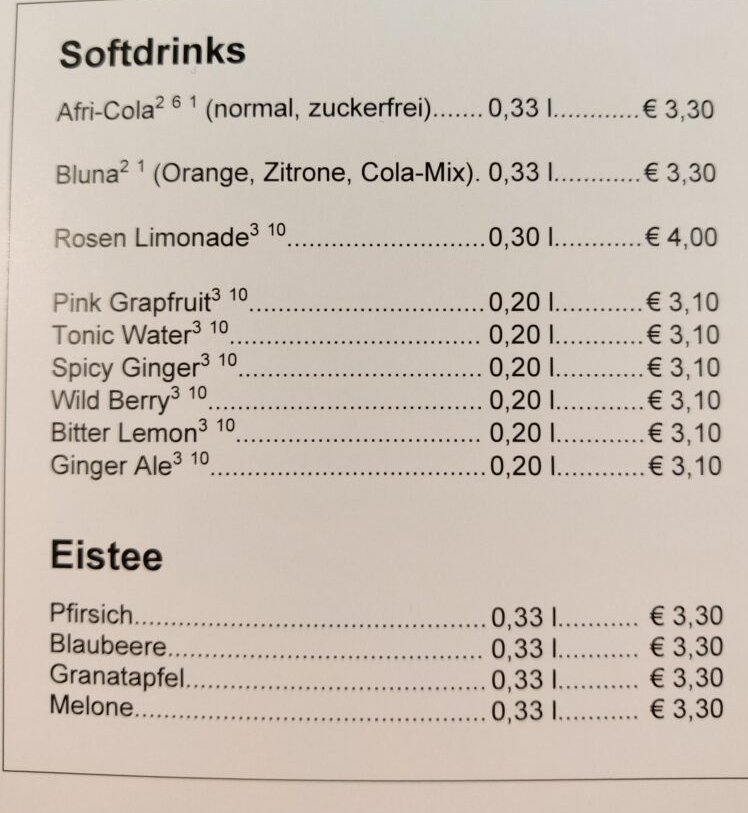 Softdrinks
Afri-Cola² ⁶ ¹ (normal, zuckerfrei)....... 0,33 l............€ 3,30
Bluna² ¹ (Orange, Zitrone, Cola-Mix). 0,33 l............€ 3,30
Rosen Limonade³ ¹⁰............................0,30 l............€ 4,00
Pink Grapfruit³ ¹⁰.................................0,20 l............€ 3,10
Tonic Water³ ¹⁰................................... 0,20 l............€ 3,10
Spicy Ginger³ ¹⁰..................................0,20 l............€ 3,10
Wild Berry³ ¹⁰...................................... 0,20 l............€ 3,10
Bitter Lemon³ ¹⁰.................................. 0,20 l............€ 3,10
Ginger Ale³ ¹⁰......................................0,20 l............€ 3,10
Eistee
Pfirsich.................................................. 0,33 l........... € 3,30
Blaubeere............................................. 0,33 l........... € 3,30
Granatapfel.......................................... 0,33 l........... € 3,30
Melone.................................................. 0,33 l........... € 3,30